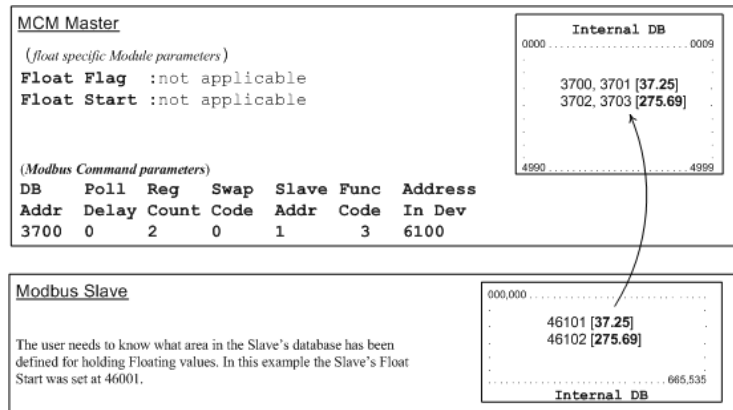 MCM Master
(float specific Module parameters)
Float Flag :not applicable
Float Start :not applicable
(Modbus Command parameters)
DB Poll Reg Swap Slave Func Address
Addr Delay Count Code Addr Code In Dev
3700 0 2 0 1 3 6100
Internal DB
0000 0009
3700, 3701 [37.25]
3702, 3703 [275.69]
4990 4999
Modbus Slave
The user needs to know what area in the Slave's database has been
defined for holding Floating values. In this example the Slave's Float
Start was set at 46001.
000,000
46101 [37.25]
46102 [275.69]
665,535
Internal DB